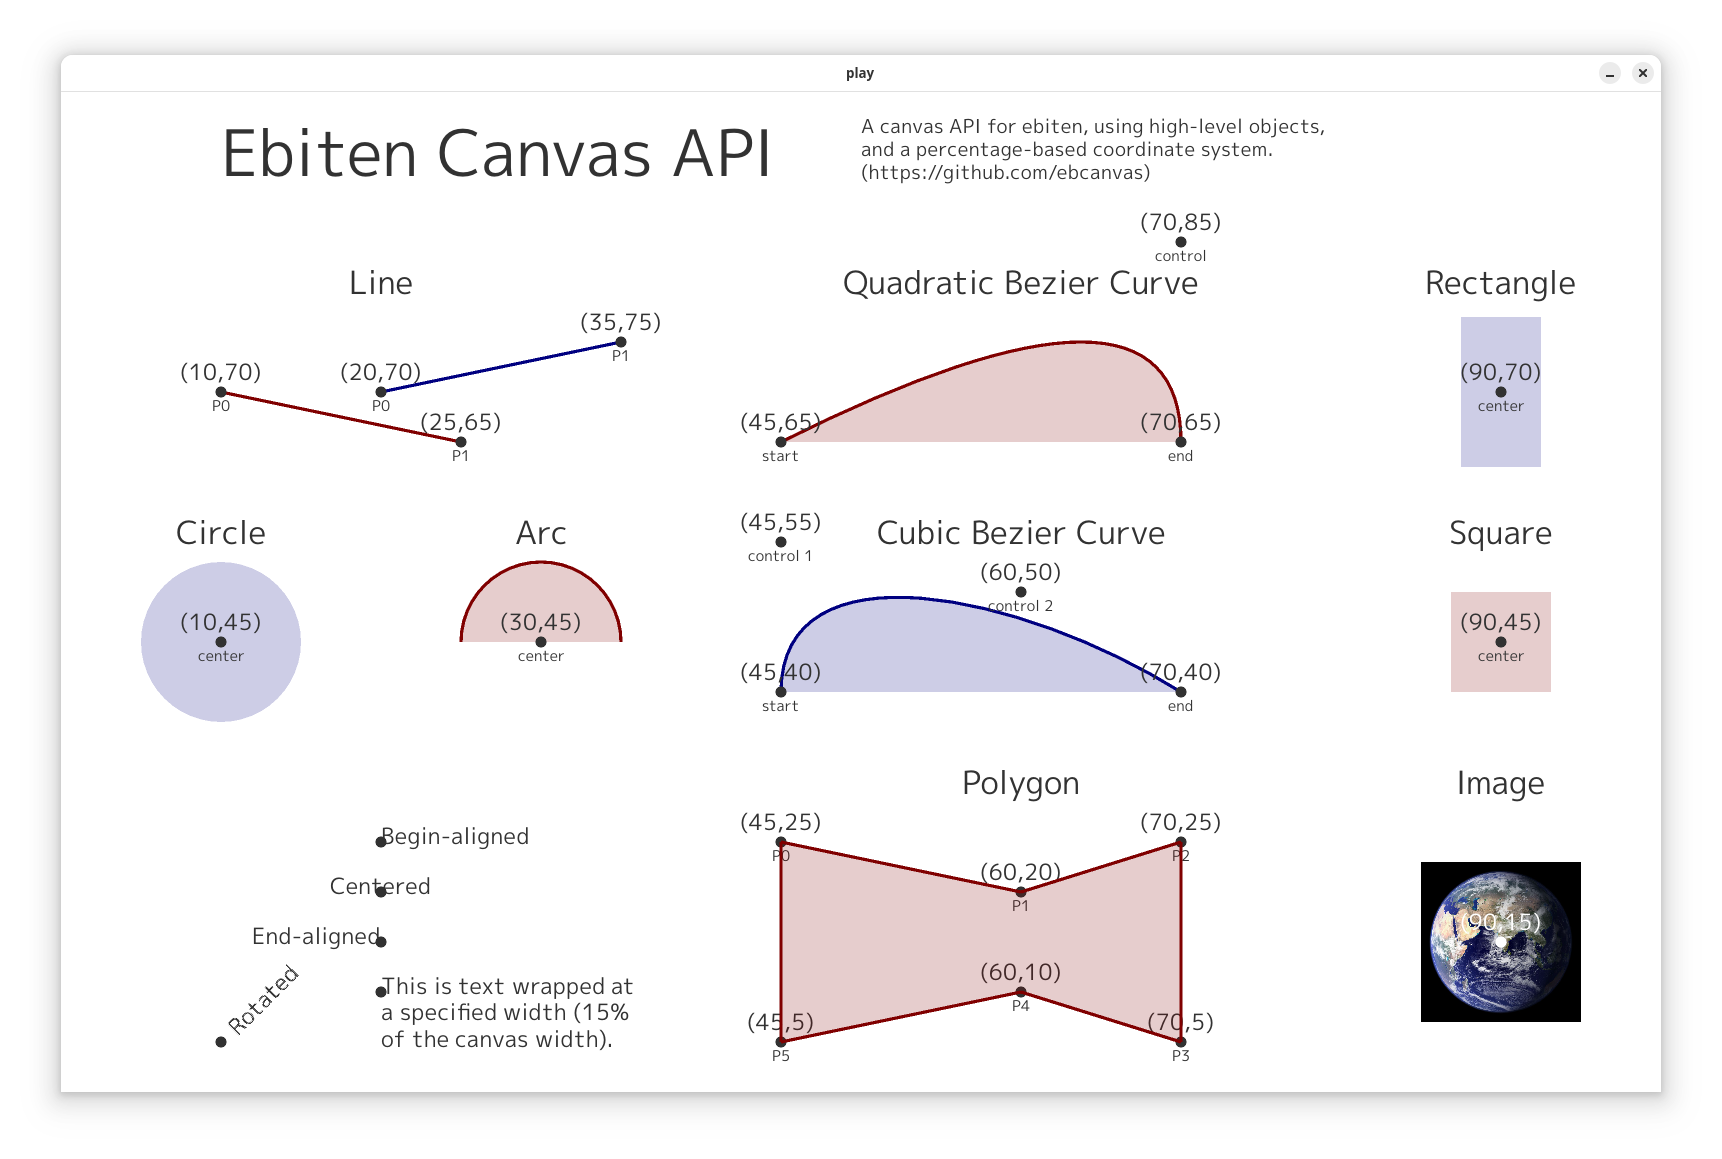 play
Ebiten Canvas API
A canvas API for ebiten, using high-level objects,
and a percentage-based coordinate system.
(https://github.com/ebcanvas)
Line
(10,70)
P0
(25,65)
P1
(20,70)
P0
(35,75)
P1
(70,85)
control
Quadratic Bezier Curve
(45,65)
start
(70,65)
end
Rectangle
(90,70)
center
Circle
(10,45)
center
Arc
(30,45)
center
(45,55)
control 1
Cubic Bezier Curve
(60,50)
control 2
(45,40)
start
(70,40)
end
Square
(90,45)
center
Begin-aligned
Centered
End-aligned
Rotated
This is text wrapped at
a specified width (15%
of the canvas width).
Polygon
(45,25)
P0
(60,20)
P1
(70,25)
P2
(60,10)
P4
(45,5)
P5
(70,5)
P3
Image
(90,15)